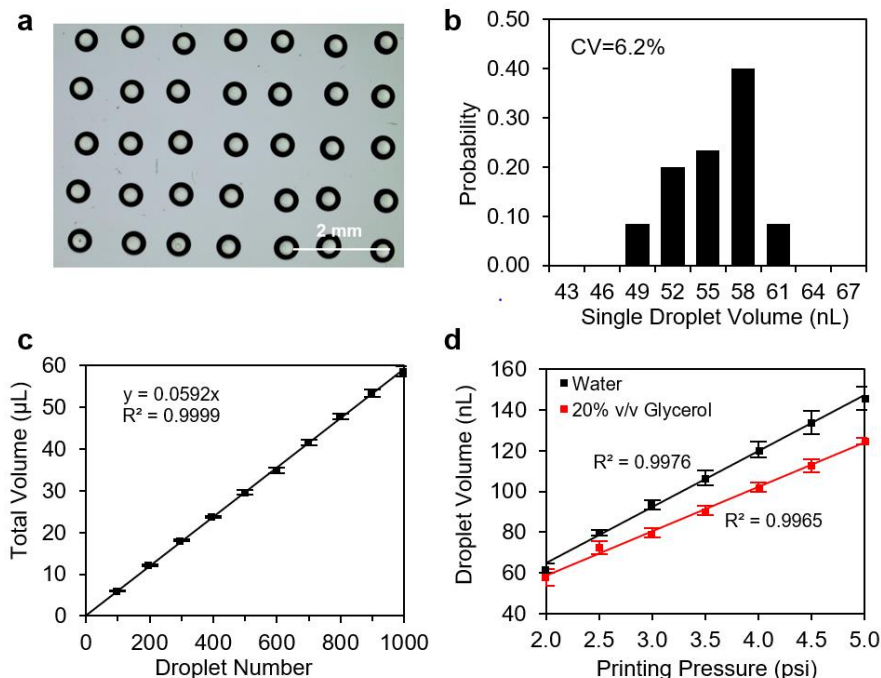 a
2 mm
b
CV=6.2%
Probability
0.50
0.40
0.30
0.20
0.10
0.00
43 46 49 52 55 58 61 64 67
Single Droplet Volume (nL)
c
y = 0.0592x
R² = 0.9999
Total Volume (µL)
60
50
40
30
20
10
0
0 200 400 600 800 1000
Droplet Number
d
Water
20% v/v Glycerol
R² = 0.9976
R² = 0.9965
Droplet Volume (nL)
160
140
120
100
80
60
40
2.0 2.5 3.0 3.5 4.0 4.5 5.0
Printing Pressure (psi)